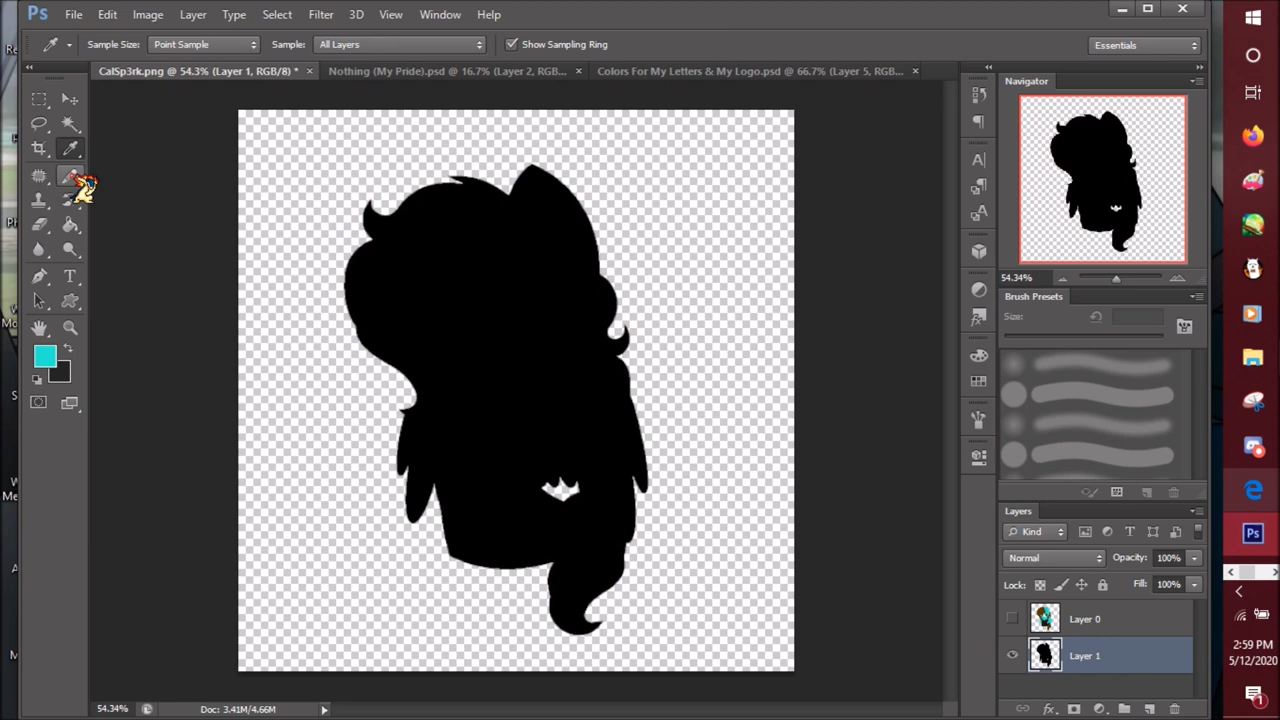 Ps File Edit Image Layer Type Select Filter 3D View Window Help
Sample Size: Point Sample Sample: All Layers Show Sampling Ring Essentials
CalSp3rk.png @ 54.3% (Layer 1, RGB/8) * Nothing (My Pride).psd @ 16.7% (Layer 2, RGB... Colors For My Letters & My Logo.psd @ 66.7% (Layer 5, RGB...
Navigator
54.34%
Brush Presets
Size:
Layers
Kind
Normal Opacity: 100%
Lock: Fill: 100%
Layer 0
Layer 1
54.34% Doc: 3.41M/4.66M
Ps
2:59 PM
5/12/2020
1